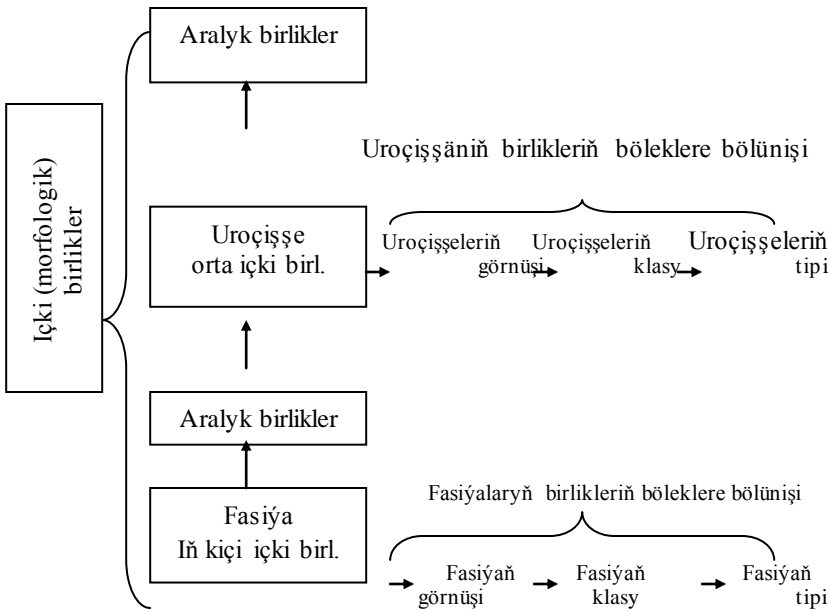 Içki (morfologik)
birlikler
Aralyk birlikler
Uroçişşäniň birlikleriň böleklere bölünişi
Uroçişşe
orta içki birl.
Uroçişşeleriň
görnüşi
Uroçişşeleriň
klasy
Uroçişşeleriň
tipi
Aralyk birlikler
Fasiýa
Iň kiçi içki birl.
Fasiýalaryň birlikleriň böleklere bölünişi
Fasiýaň
görnüşi
Fasiýaň
klasy
Fasiýaň
tipi